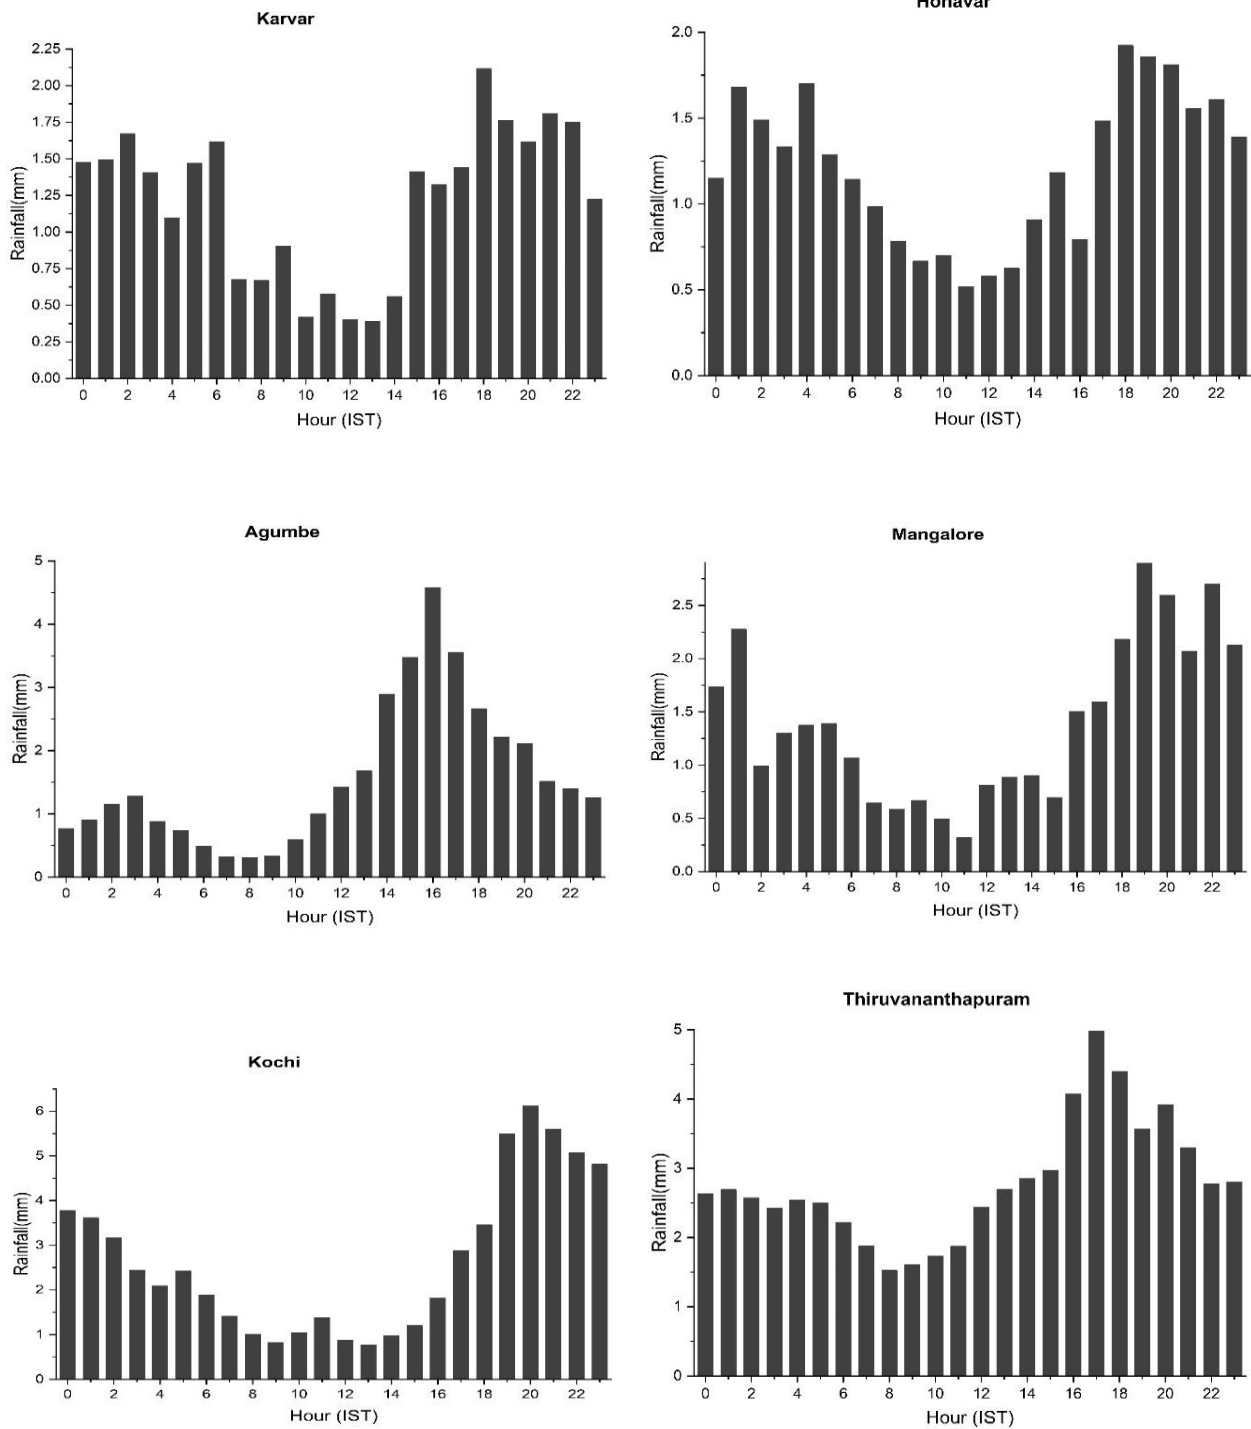 Karvar
2.25
2.00
1.75
1.50
1.25
1.00
0.75
0.50
0.25
0.00
Rainfall(mm)
0 2 4 6 8 10 12 14 16 18 20 22
Hour (IST)
Honavar
2.0
1.5
1.0
0.5
0.0
Rainfall(mm)
0 2 4 6 8 10 12 14 16 18 20 22
Hour (IST)
Agumbe
5
4
3
2
1
0
Rainfall(mm)
0 2 4 6 8 10 12 14 16 18 20 22
Hour (IST)
Mangalore
2.5
2.0
1.5
1.0
0.5
0.0
Rainfall(mm)
0 2 4 6 8 10 12 14 16 18 20 22
Hour (IST)
Kochi
6
5
4
3
2
1
0
Rainfall(mm)
0 2 4 6 8 10 12 14 16 18 20 22
Hour (IST)
Thiruvananthapuram
5
4
3
2
1
0
Rainfall(mm)
0 2 4 6 8 10 12 14 16 18 20 22
Hour (IST)